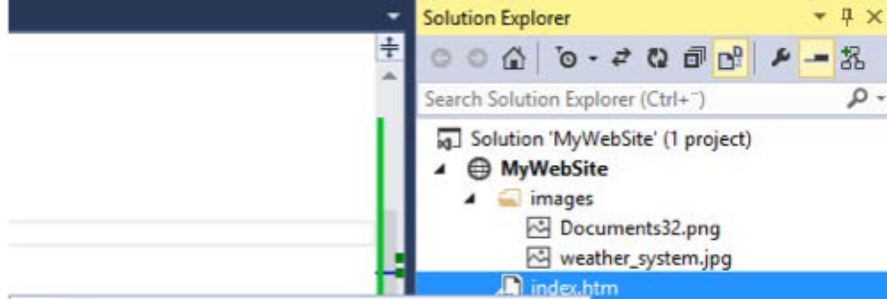 Solution Explorer
Search Solution Explorer (Ctrl+¨)
Solution 'MyWebSite' (1 project)
MyWebSite
images
Documents32.png
weather_system.jpg
index.htm